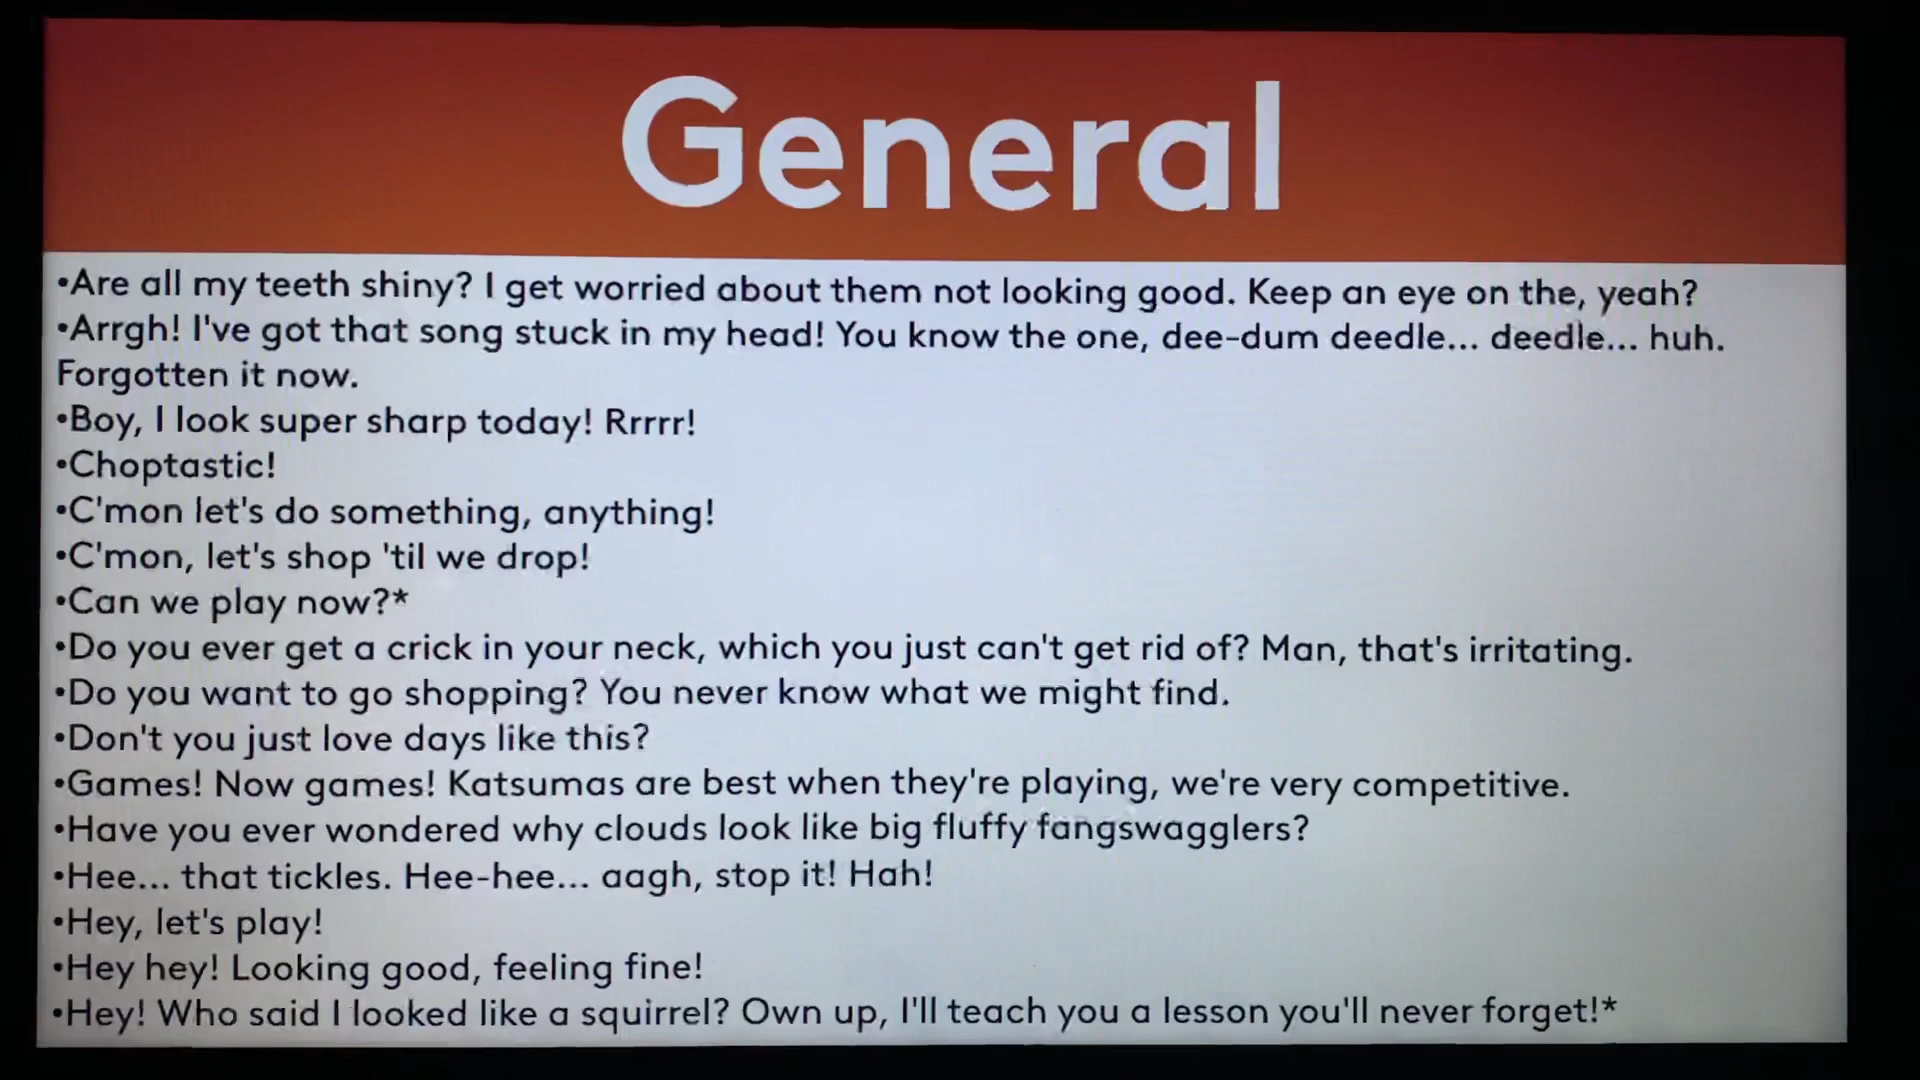 General
•Are all my teeth shiny? I get worried about them not looking good. Keep an eye on the, yeah?
•Arrgh! I've got that song stuck in my head! You know the one, dee-dum deedle... deedle... huh.
Forgotten it now.
•Boy, I look super sharp today! Rrrrr!
•Choptastic!
•C'mon let's do something, anything!
•C'mon, let's shop 'til we drop!
•Can we play now?*
•Do you ever get a crick in your neck, which you just can't get rid of? Man, that's irritating.
•Do you want to go shopping? You never know what we might find.
•Don't you just love days like this?
•Games! Now games! Katsumas are best when they're playing, we're very competitive.
•Have you ever wondered why clouds look like big fluffy fangswagglers?
•Hee... that tickles. Hee-hee... aagh, stop it! Hah!
•Hey, let's play!
•Hey hey! Looking good, feeling fine!
•Hey! Who said I looked like a squirrel? Own up, I'll teach you a lesson you'll never forget!*